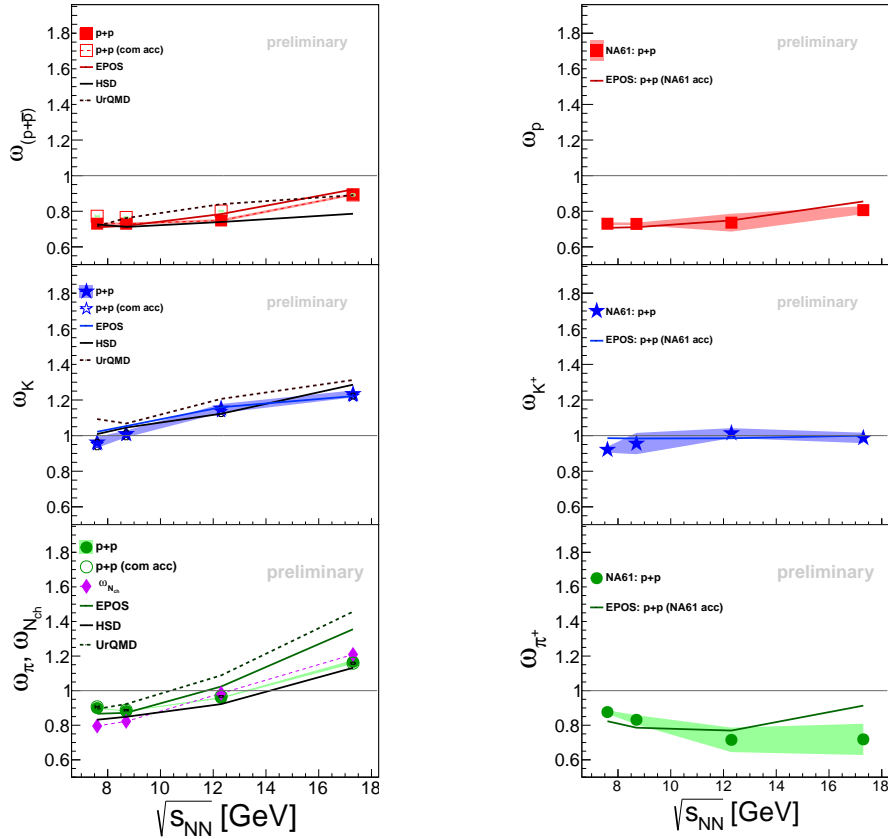 p+p
p+p (com acc)
EPOS
HSD
UrQMD
preliminary
ω(p+p̅)
1.8
1.6
1.4
1.2
1
0.8
0.6
p+p
p+p (com acc)
EPOS
HSD
UrQMD
preliminary
ωK
1.8
1.6
1.4
1.2
1
0.8
0.6
p+p
p+p (com acc)
ωNch
EPOS
HSD
UrQMD
preliminary
ωπ, ωNch
1.8
1.6
1.4
1.2
1
0.8
0.6
8 10 12 14 16 18
√sNN [GeV]
NA61: p+p
EPOS: p+p (NA61 acc)
preliminary
ωp
1.8
1.6
1.4
1.2
1
0.8
0.6
NA61: p+p
EPOS: p+p (NA61 acc)
preliminary
ωK+
1.8
1.6
1.4
1.2
1
0.8
0.6
NA61: p+p
EPOS: p+p (NA61 acc)
preliminary
ωπ+
1.8
1.6
1.4
1.2
1
0.8
0.6
8 10 12 14 16 18
√sNN [GeV]